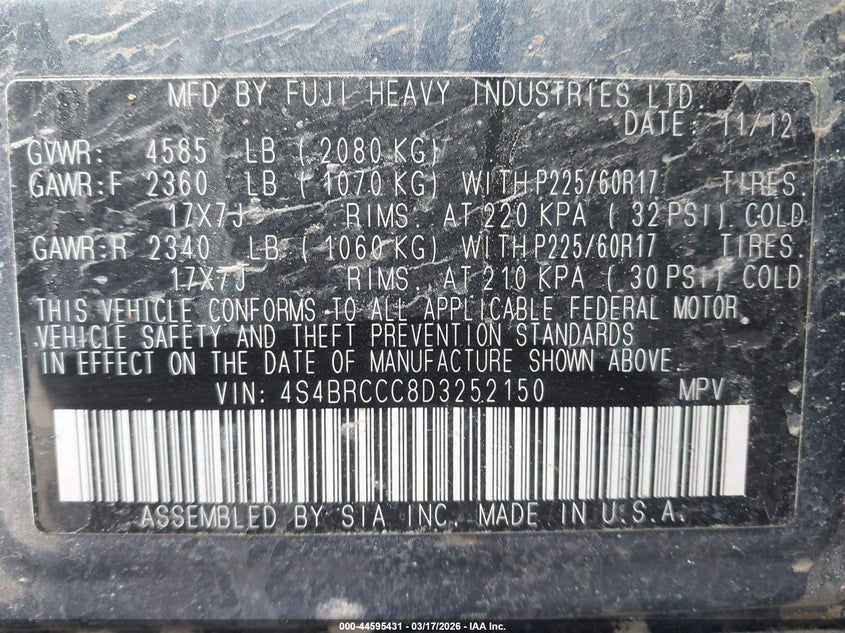 MFD BY FUJI HEAVY INDUSTRIES LTD.
DATE: 11/12
GVWR: 4585 LB (2080 KG)
GAWR:F 2360 LB (1070 KG) WITH P225/60R17 TIRES.
17X7J RIMS. AT 220 KPA (32 PSI) COLD
GAWR:R 2340 LB (1060 KG) WITH P225/60R17 TIRES.
17X7J RIMS. AT 210 KPA (30 PSI) COLD
THIS VEHICLE CONFORMS TO ALL APPLICABLE FEDERAL MOTOR
VEHICLE SAFETY AND THEFT PREVENTION STANDARDS
IN EFFECT ON THE DATE OF MANUFACTURE SHOWN ABOVE.
VIN: 4S4BRCCC8D3252150 MPV
ASSEMBLED BY SIA INC. MADE IN U.S.A.
000-44595431 - 03/17/2026 - IAA Inc.